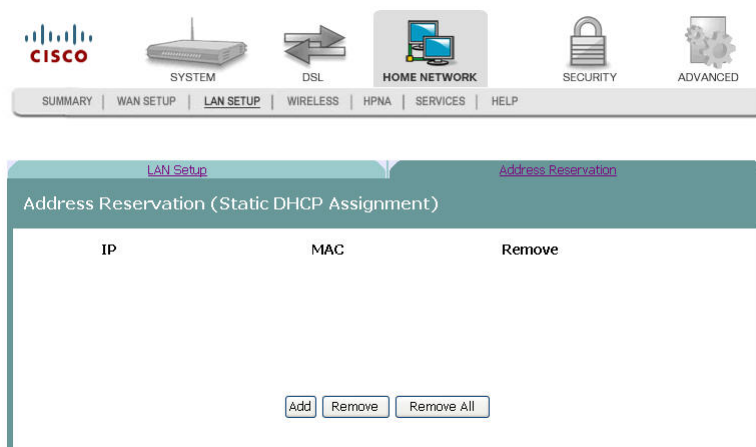 CISCO
SYSTEM
DSL
HOME NETWORK
SECURITY
ADVANCED
SUMMARY | WAN SETUP | LAN SETUP | WIRELESS | HPNA | SERVICES | HELP
LAN Setup
Address Reservation
Address Reservation (Static DHCP Assignment)
IP MAC Remove
Add Remove Remove All